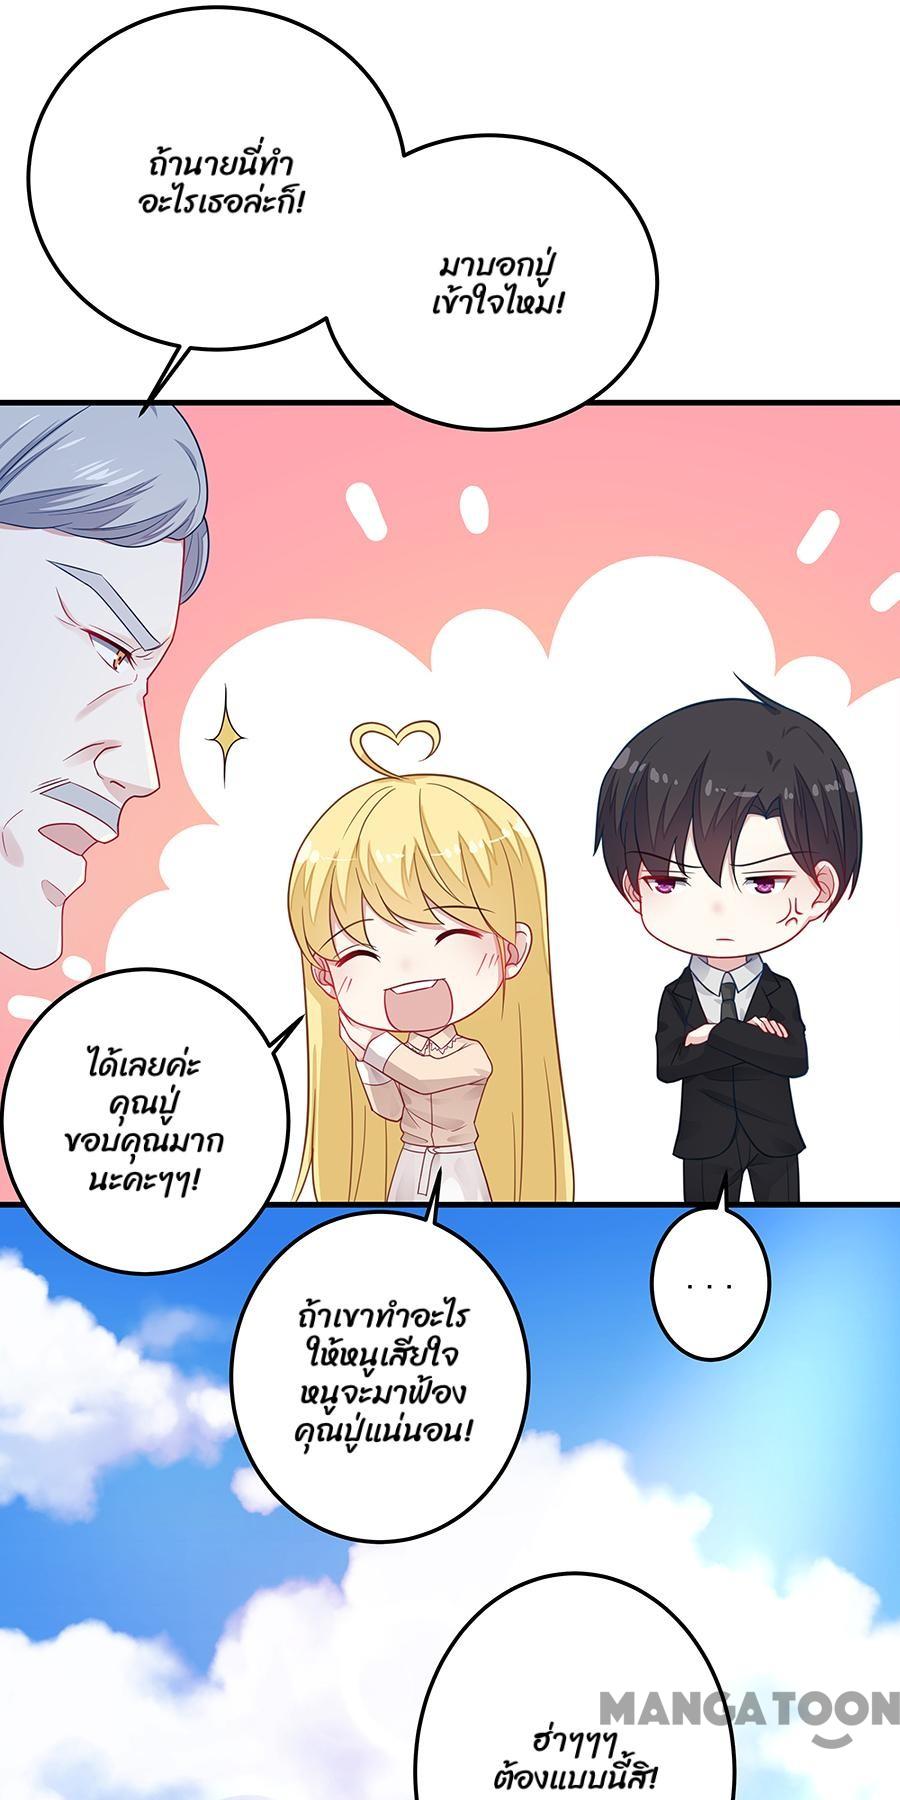 ถ้านายนี่ทำ
อะไรเธอล่ะก็!
มาบอกปู่
เข้าใจไหม!
ได้เลยค่ะ
คุณปู่
ขอบคุณมาก
นะคะๆๆ!
...
ถ้าเขาทำอะไร
ให้หนูเสียใจ
หนูจะมาฟ้อง
คุณปู่แน่นอน!
ฮ่าๆๆๆ
ต้องแบบนี้สิ!
MANGATOON